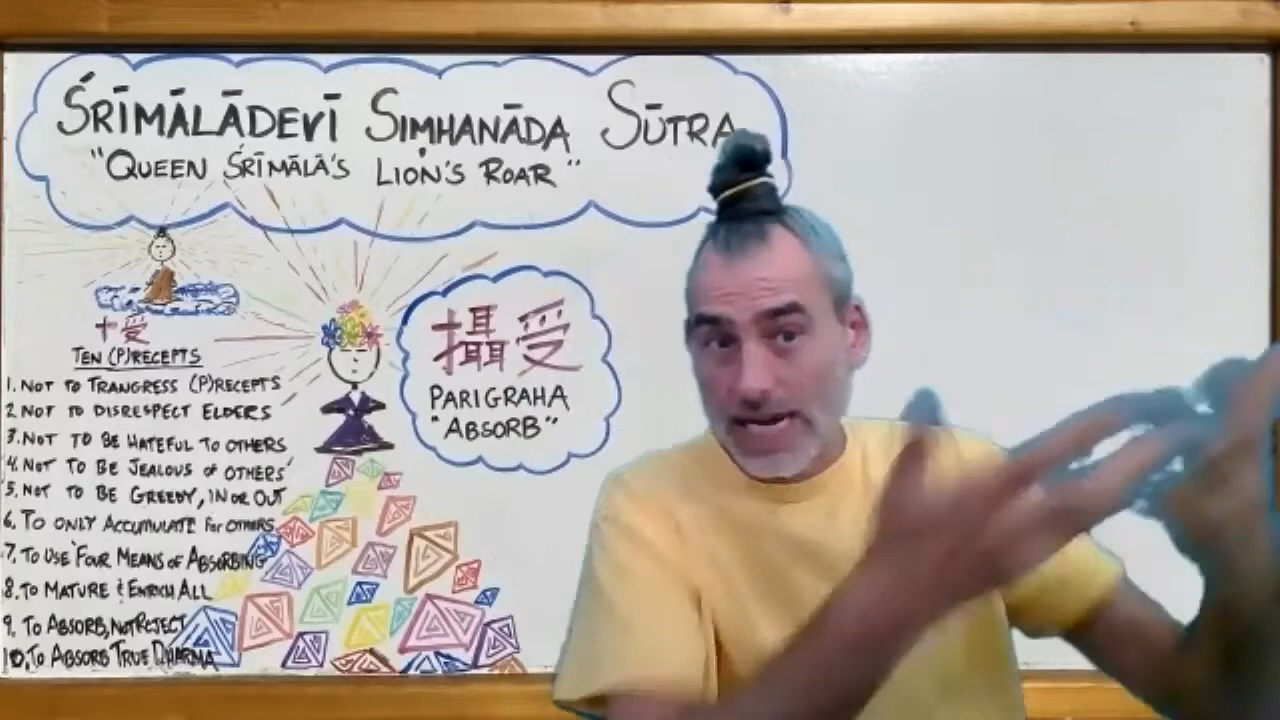 ŚRĪMĀLĀDEVĪ SIṂHANĀDA SŪTRA
"QUEEN ŚRĪMĀLĀ'S LION'S ROAR"
十受
TEN (P)RECEPTS
1. NOT TO TRANGRESS (P)RECEPTS
2. NOT TO DISRESPECT ELDERS
3. NOT TO BE HATEFUL TO OTHERS
4. NOT TO BE JEALOUS OF OTHERS'
5. NOT TO BE GREEDY, IN OR OUT
6. TO ONLY ACCUMULATE FOR OTHERS
7. TO USE 'FOUR MEANS OF ABSORBING'
8. TO MATURE & ENRICH ALL
9. TO ABSORB, NOT REJECT
10. TO ABSORB TRUE DHARMA
攝受
PARIGRAHA
"ABSORB"